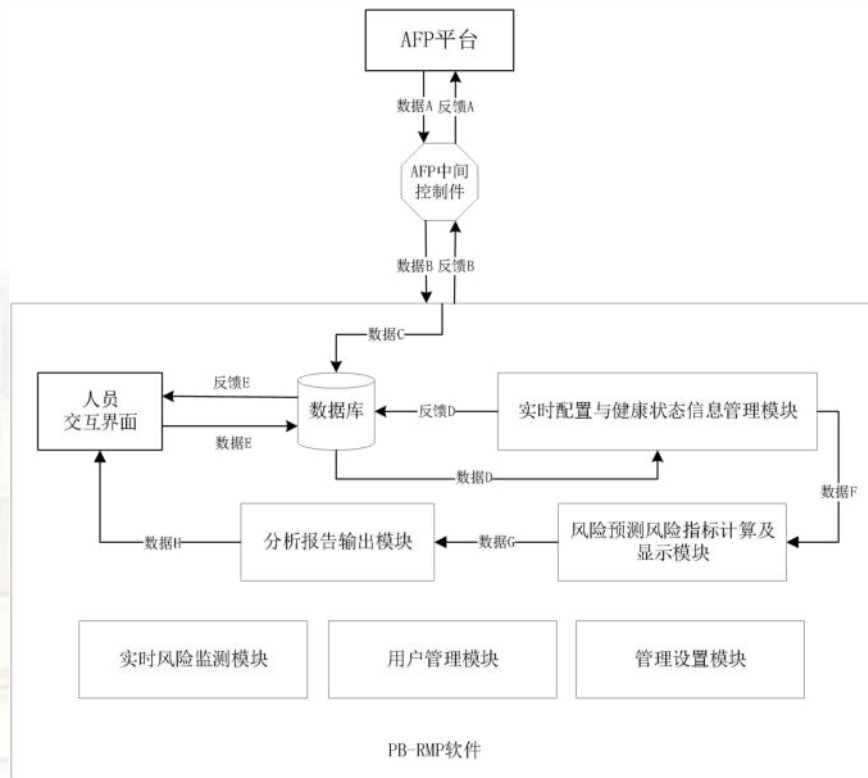 AFP平台
数据A
反馈A
AFP中间
控制件
数据B
反馈B
数据C
人员
交互界面
反馈E
数据E
数据库
反馈D
实时配置与健康状态信息管理模块
数据D
数据F
数据H
分析报告输出模块
数据G
风险预测风险指标计算及
显示模块
实时风险监测模块
用户管理模块
管理设置模块
PB-RMP软件